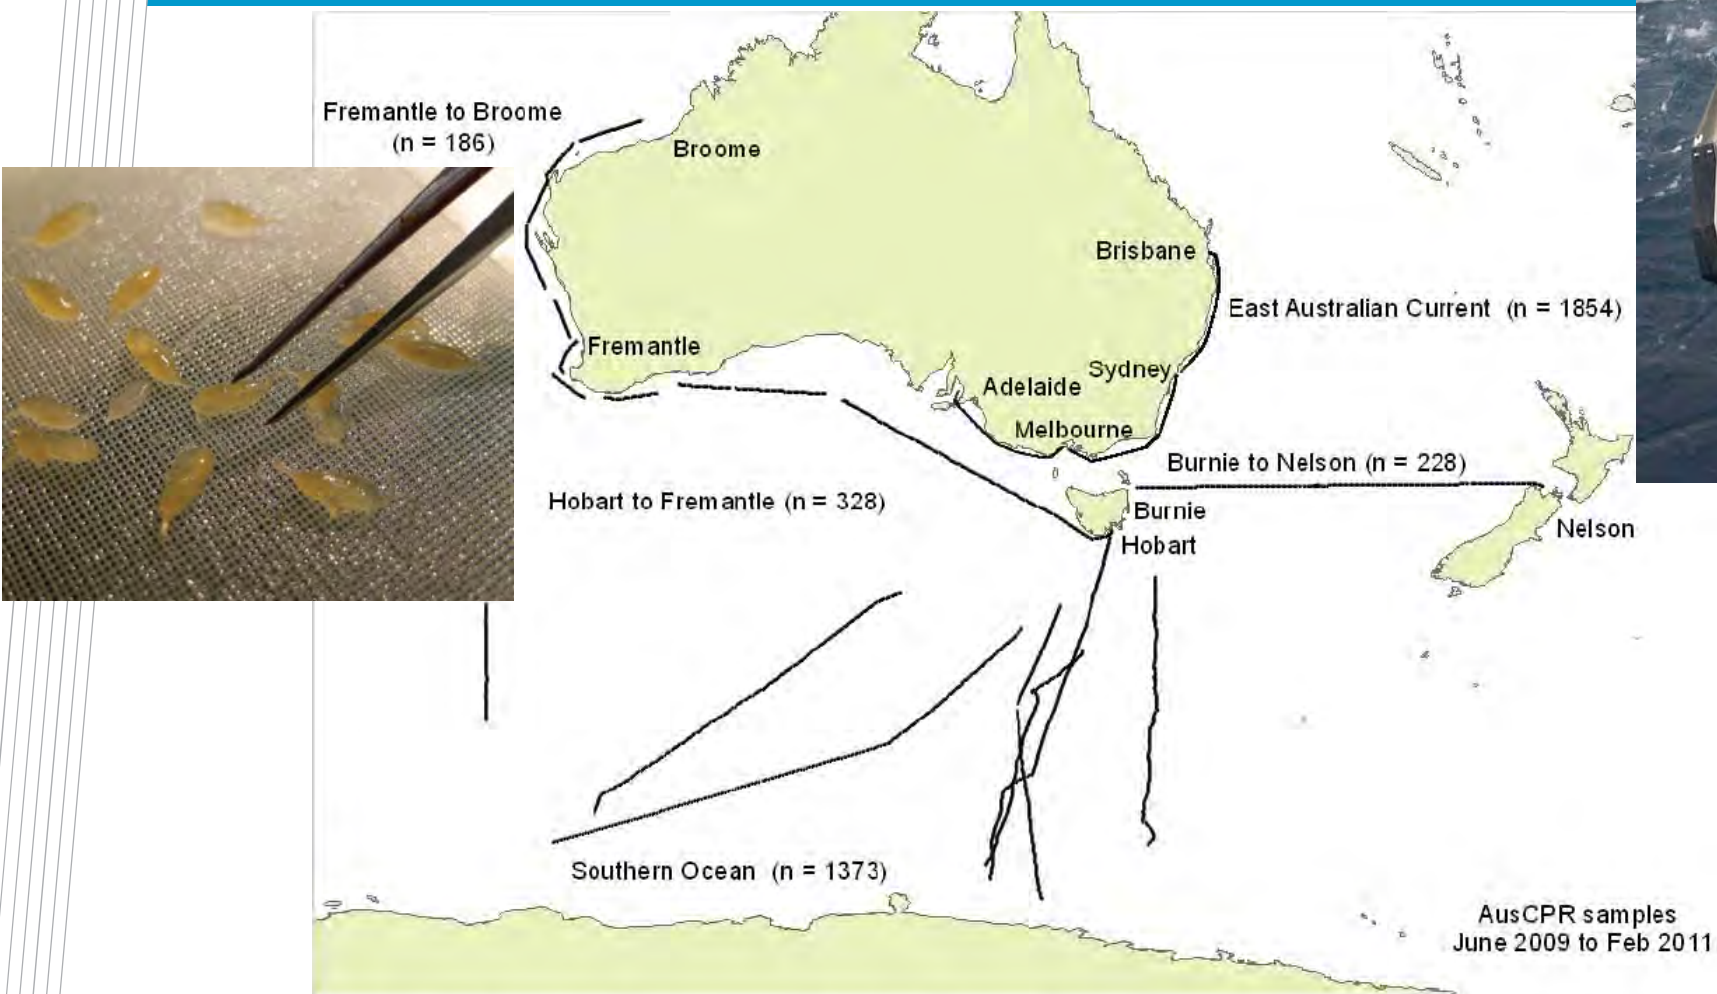 Fremantle to Broome
(n = 186)
Broome
Brisbane
East Australian Current (n = 1854)
Fremantle
Sydney
Adelaide
Melbourne
Burnie to Nelson (n = 228)
Hobart to Fremantle (n = 328)
Burnie
Nelson
Hobart
Southern Ocean (n = 1373)
AusCPR samples
June 2009 to Feb 2011